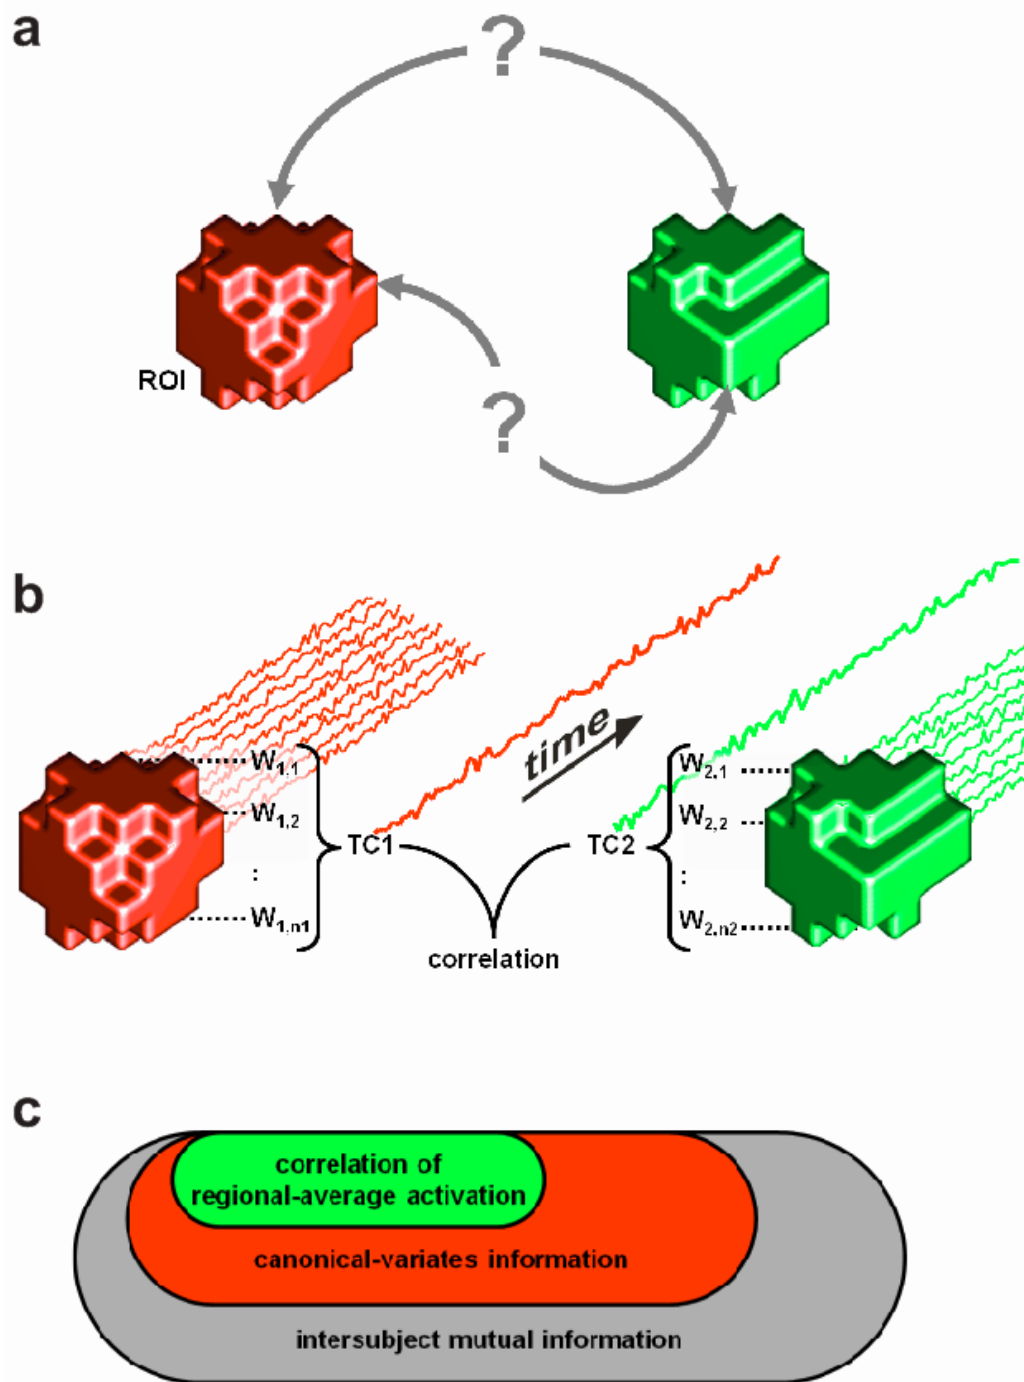 a
?
ROI
?
b
time
W1,1
W1,2
:
W1,n1
TC1
TC2
W2,1
W2,2
:
W2,n2
correlation
c
correlation of
regional-average activation
canonical-variates information
intersubject mutual information